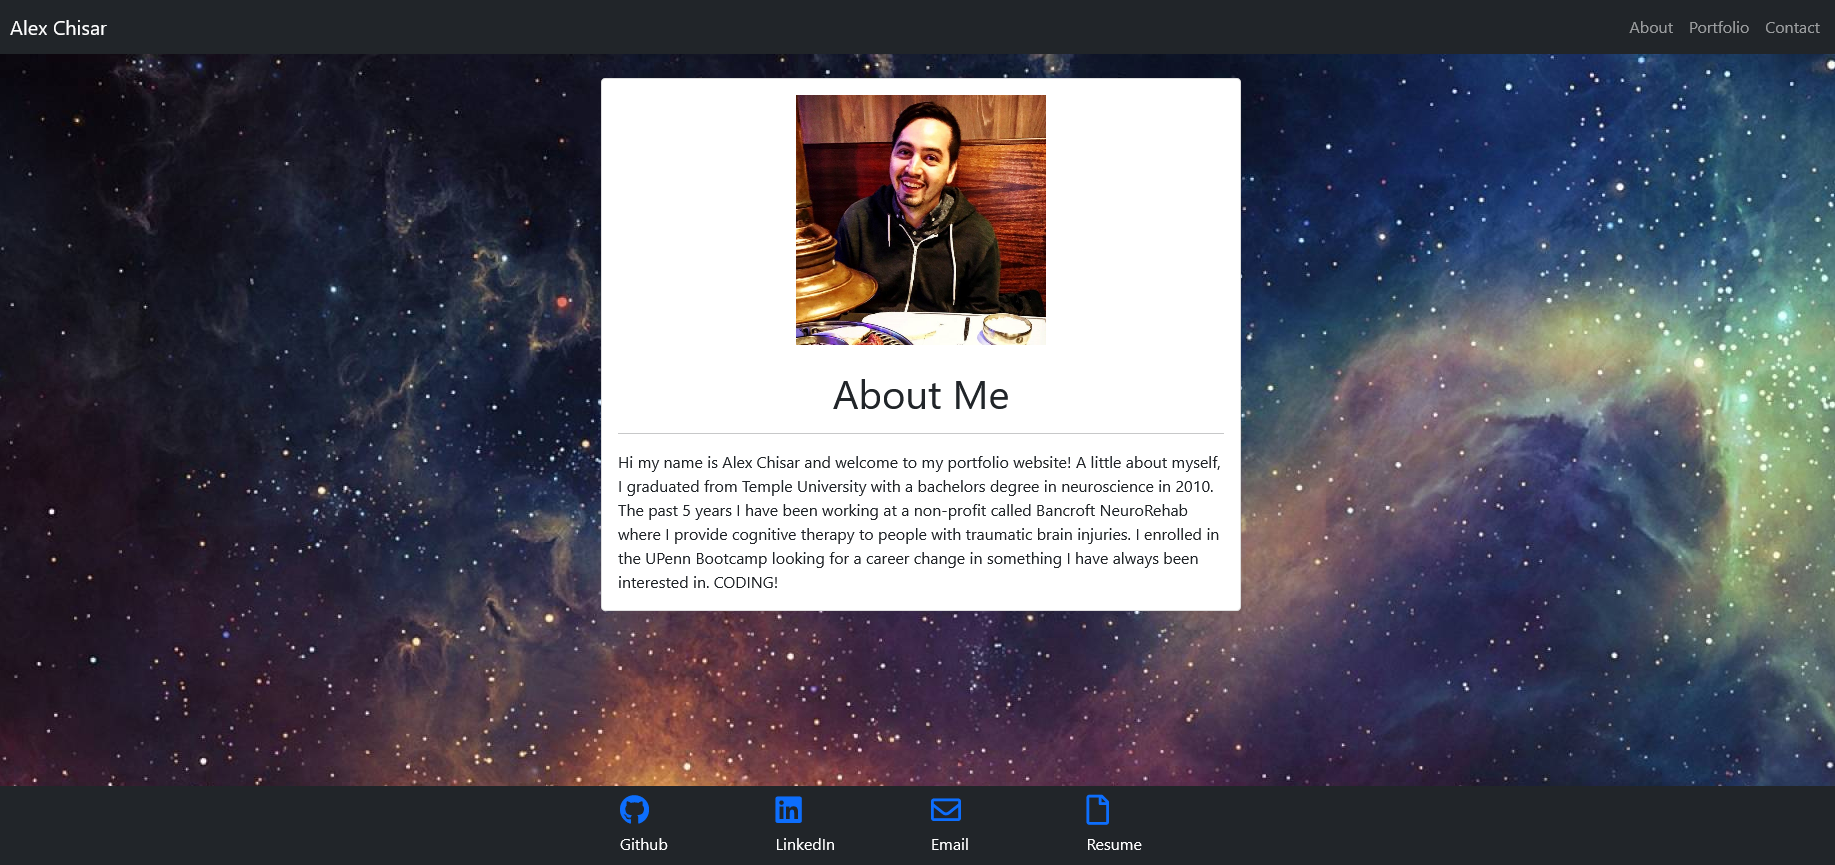 Alex Chisar
About Portfolio Contact
About Me
Hi my name is Alex Chisar and welcome to my portfolio website! A little about myself,
I graduated from Temple University with a bachelors degree in neuroscience in 2010.
The past 5 years I have been working at a non-profit called Bancroft NeuroRehab
where I provide cognitive therapy to people with traumatic brain injuries. I enrolled in
the UPenn Bootcamp looking for a career change in something I have always been
interested in. CODING!
Github LinkedIn Email Resume